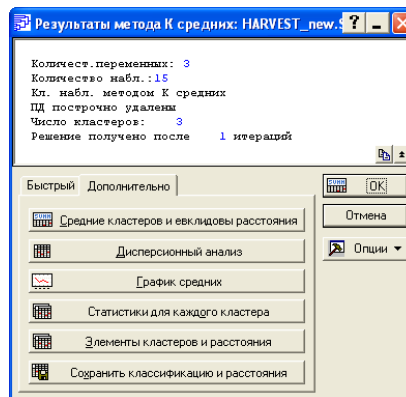 Результаты метода К средних: HARVEST_new.S
Количест.переменных: 3
Количество набл.:15
Кл. набл. методом К средних
ПД построчно удалены
Число кластеров: 3
Решение получено после 1 итераций
Быстрый Дополнительно
Средние кластеров и евклидовы расстояния
Дисперсионный анализ
График средних
Статистики для каждого кластера
Элементы кластеров и расстояния
Сохранить классификацию и расстояния
OK
Отмена
Опции